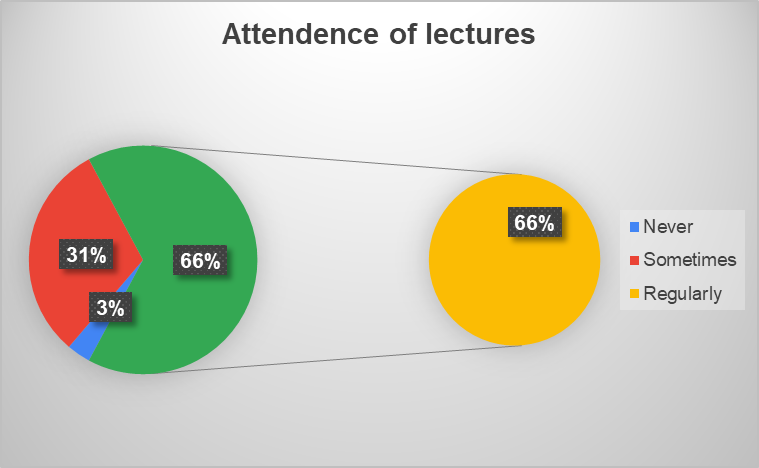 Attendence of lectures
31%
66%
3%
66%
Never
Sometimes
Regularly